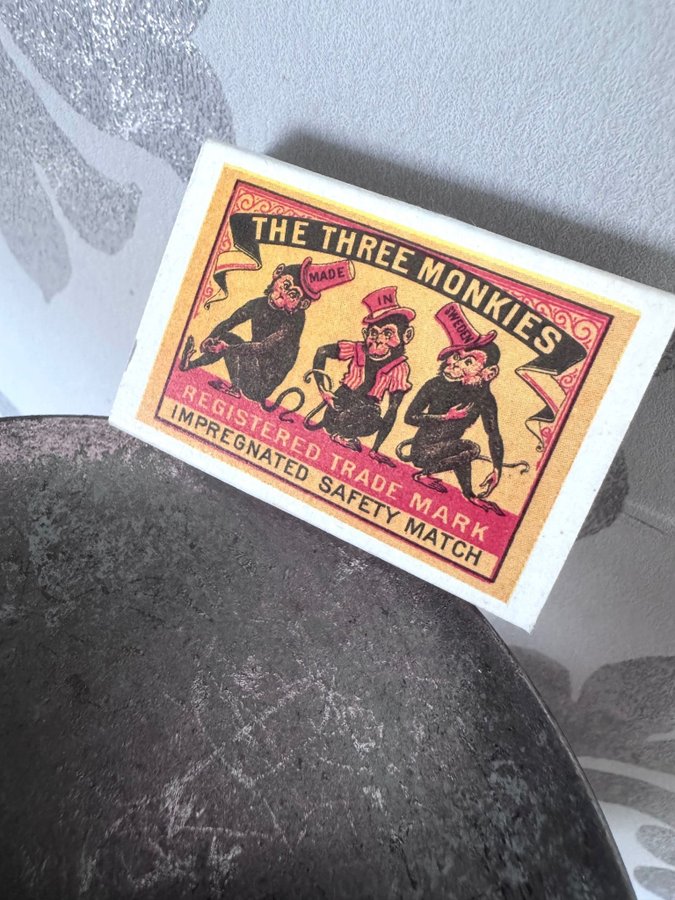 THE THREE MONKIES
MADE
IN
SWEDEN
REGISTERED TRADE MARK
IMPREGNATED SAFETY MATCH